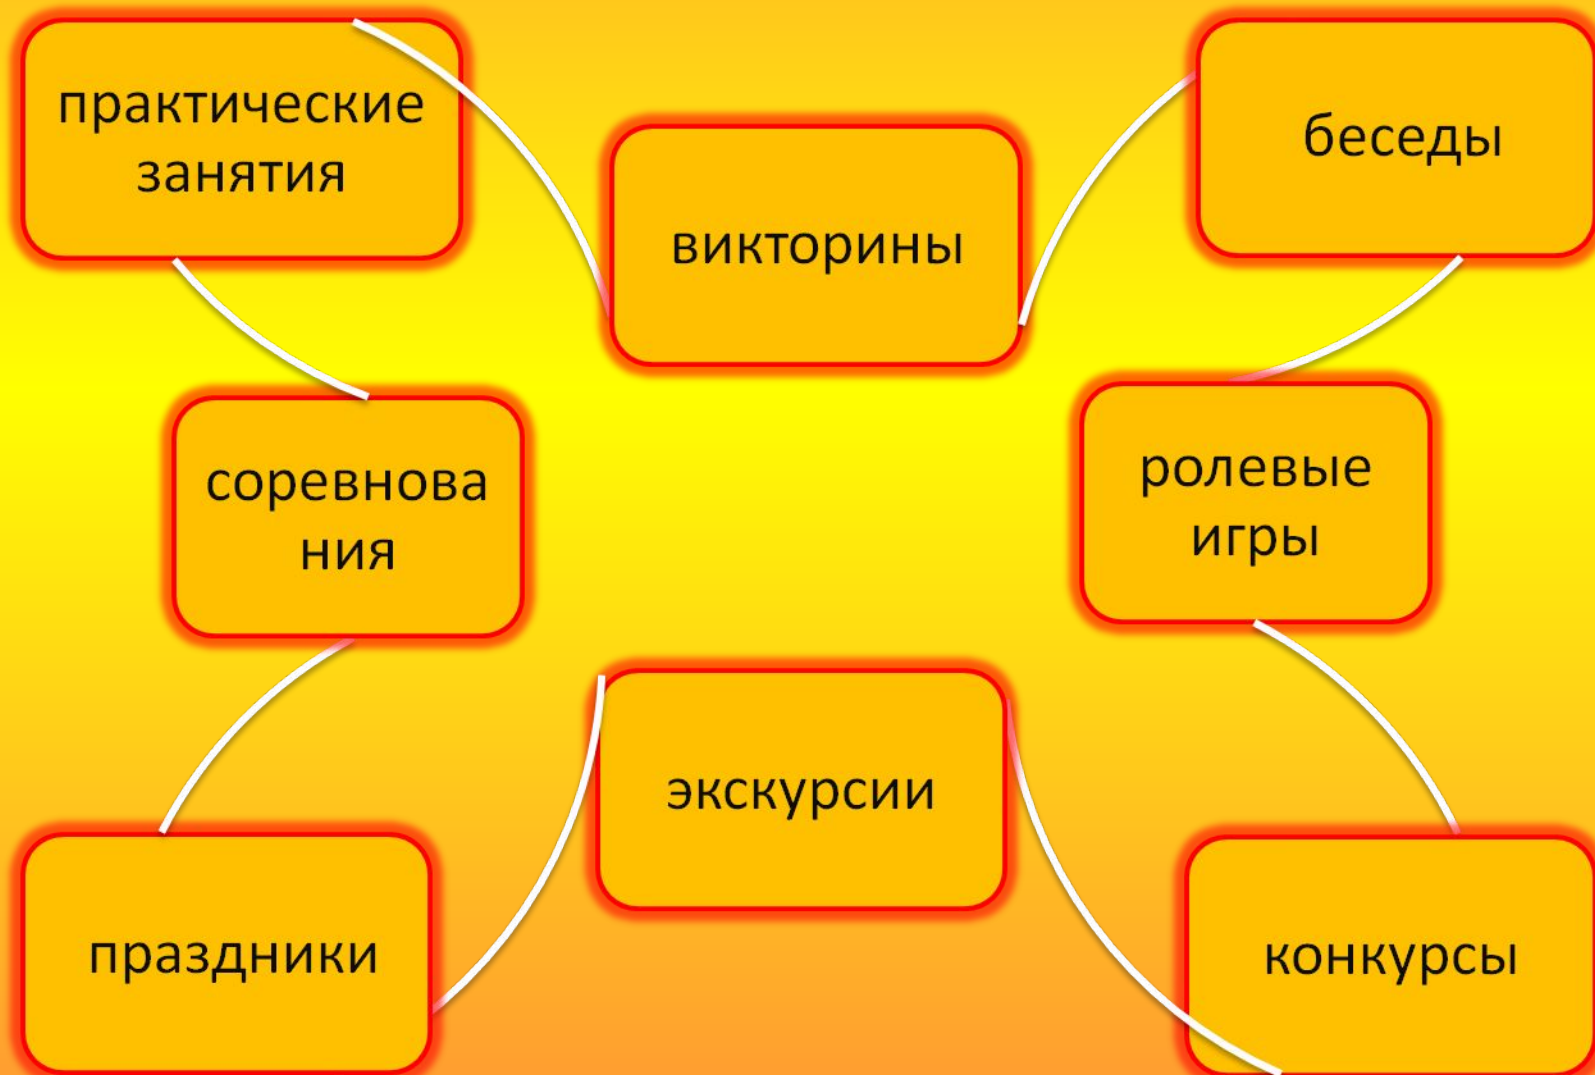 практические
занятия
викторины
беседы
соревнова
ния
ролевые
игры
экскурсии
праздники
конкурсы